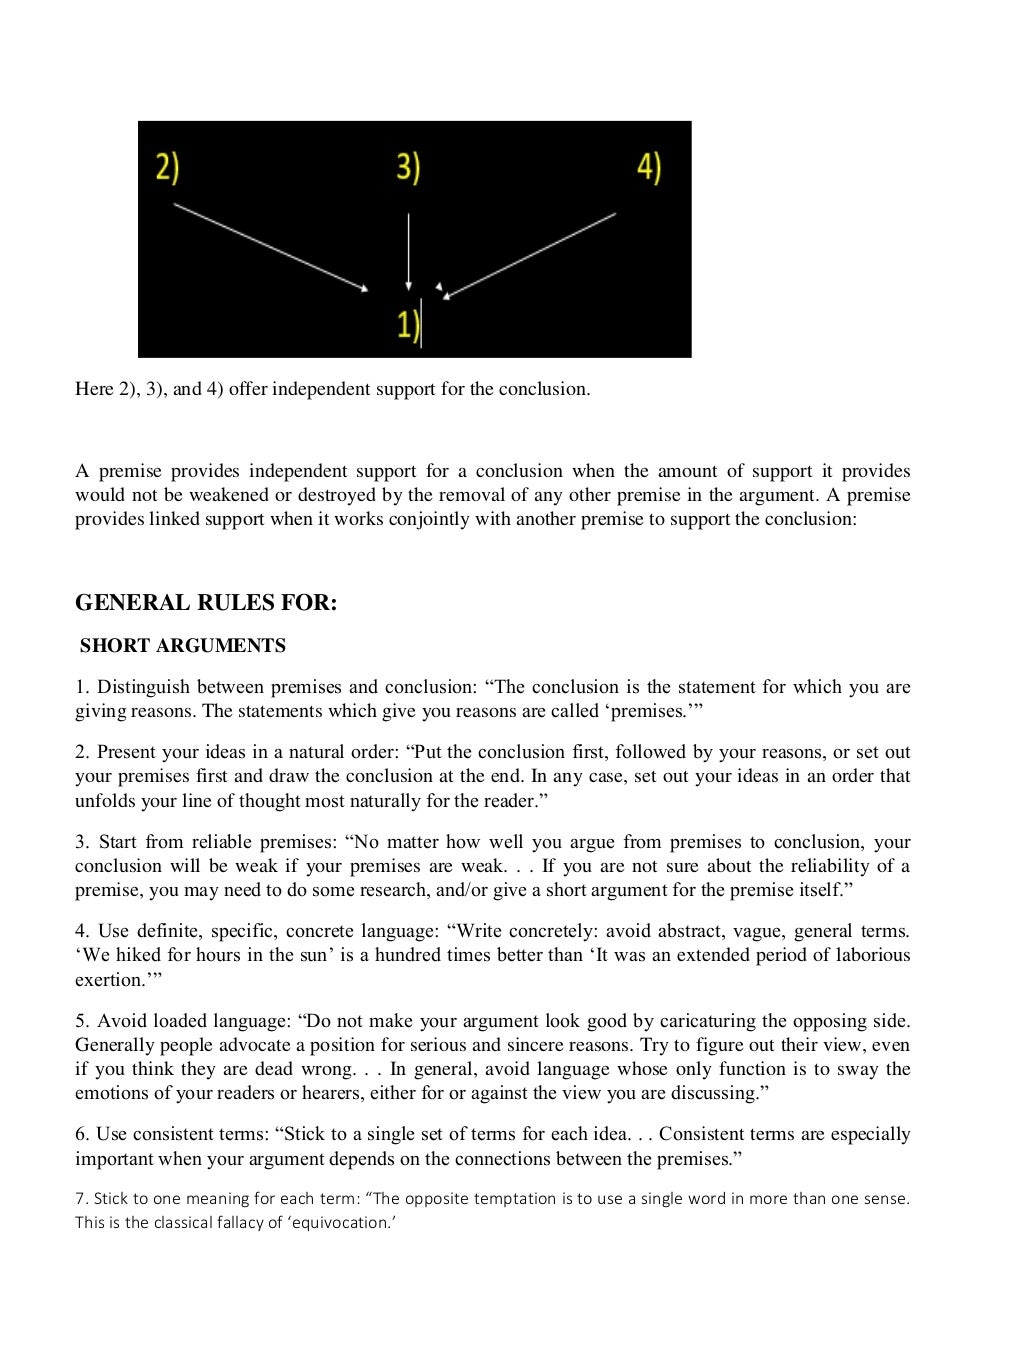 2) 3) 4)
1)
Here 2), 3), and 4) offer independent support for the conclusion.
A premise provides independent support for a conclusion when the amount of support it provides
would not be weakened or destroyed by the removal of any other premise in the argument. A premise
provides linked support when it works conjointly with another premise to support the conclusion:
GENERAL RULES FOR:
SHORT ARGUMENTS
1. Distinguish between premises and conclusion: “The conclusion is the statement for which you are
giving reasons. The statements which give you reasons are called ‘premises.’”
2. Present your ideas in a natural order: “Put the conclusion first, followed by your reasons, or set out
your premises first and draw the conclusion at the end. In any case, set out your ideas in an order that
unfolds your line of thought most naturally for the reader.”
3. Start from reliable premises: “No matter how well you argue from premises to conclusion, your
conclusion will be weak if your premises are weak. . . If you are not sure about the reliability of a
premise, you may need to do some research, and/or give a short argument for the premise itself.”
4. Use definite, specific, concrete language: “Write concretely: avoid abstract, vague, general terms.
‘We hiked for hours in the sun’ is a hundred times better than ‘It was an extended period of laborious
exertion.’”
5. Avoid loaded language: “Do not make your argument look good by caricaturing the opposing side.
Generally people advocate a position for serious and sincere reasons. Try to figure out their view, even
if you think they are dead wrong. . . In general, avoid language whose only function is to sway the
emotions of your readers or hearers, either for or against the view you are discussing.”
6. Use consistent terms: “Stick to a single set of terms for each idea. . . Consistent terms are especially
important when your argument depends on the connections between the premises.”
7. Stick to one meaning for each term: “The opposite temptation is to use a single word in more than one sense.
This is the classical fallacy of ‘equivocation.’